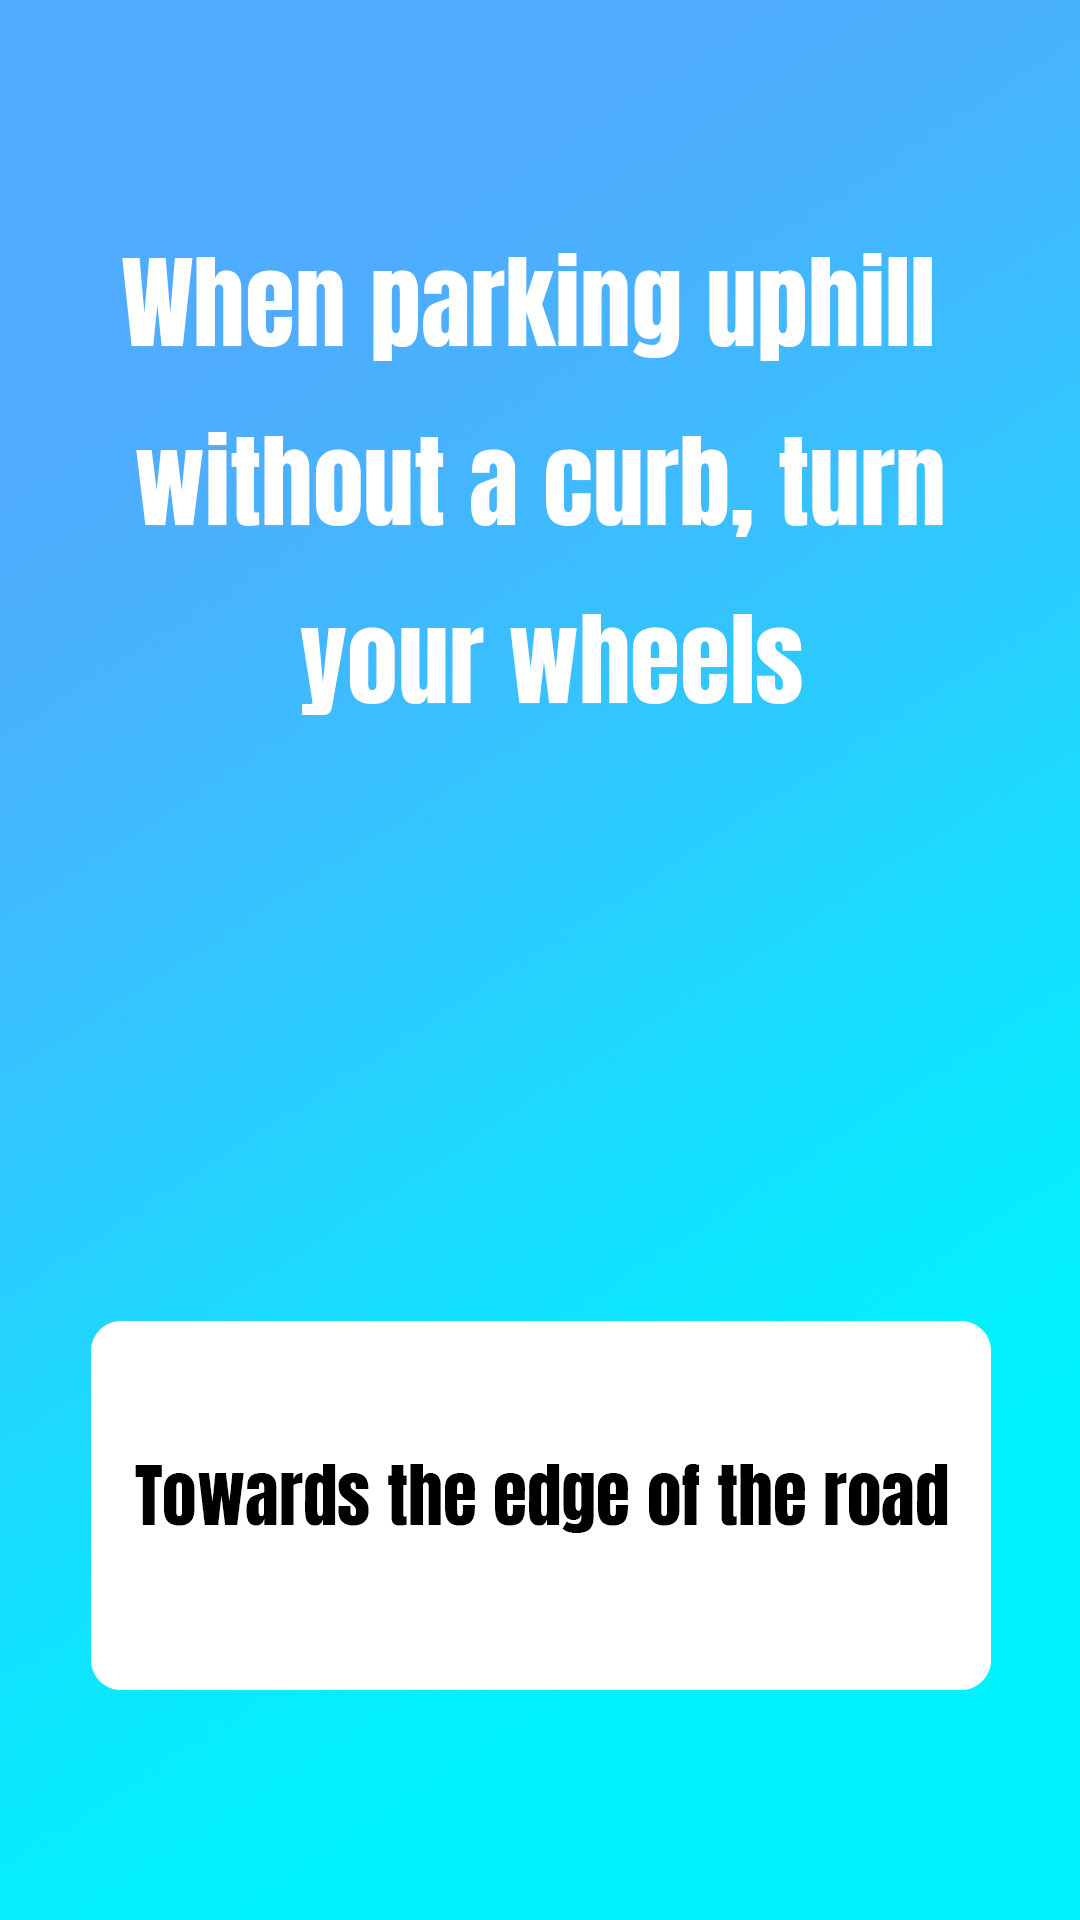 When parking uphill
without a curb, turn
your wheels
Towards the edge of the road